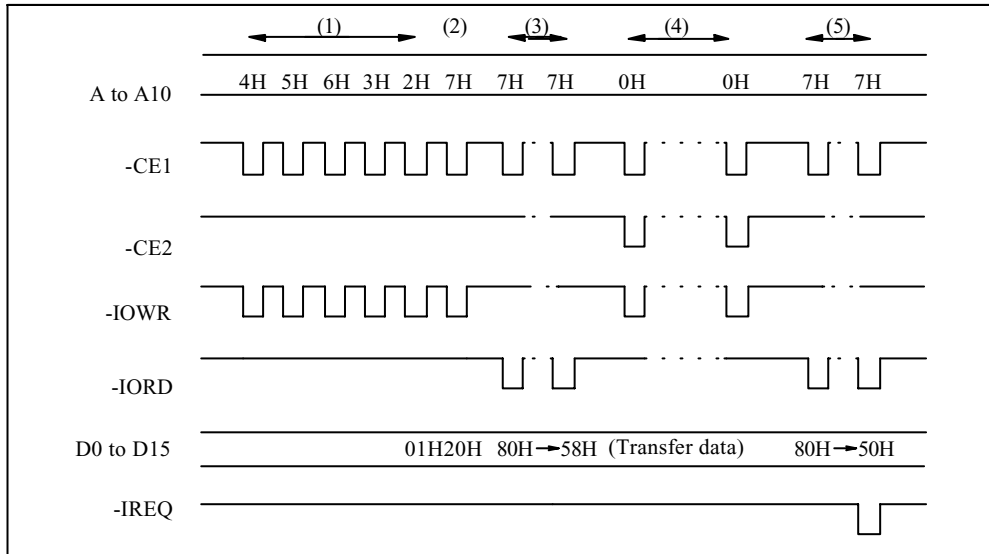 (1) (2) (3) (4) (5)
A to A10 4H 5H 6H 3H 2H 7H 7H 7H 0H 0H 7H 7H
-CE1
-CE2
-IOWR
-IORD
D0 to D15 01H20H 80H→58H (Transfer data) 80H→50H
-IREQ